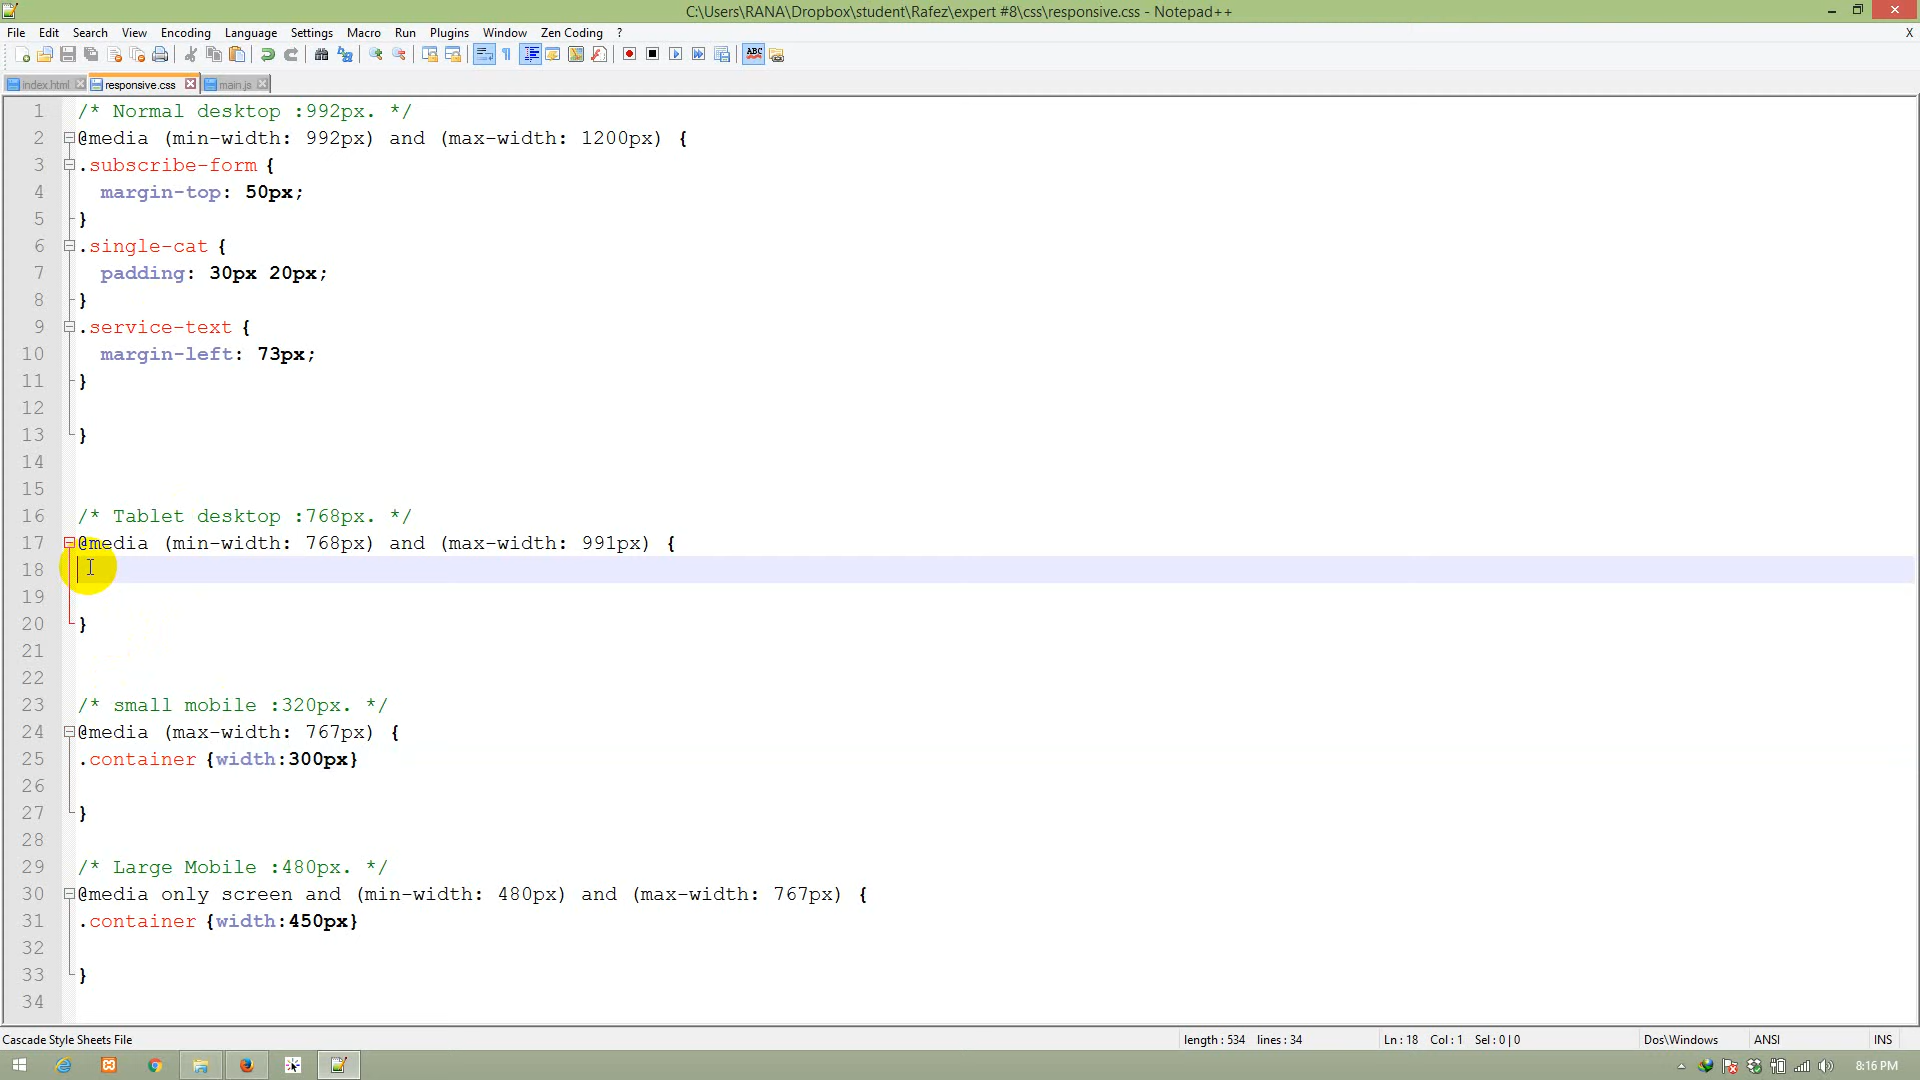 C:\Users\RANA\Dropbox\student\Rafez\expert #8\css\responsive.css - Notepad++
File Edit Search View Encoding Language Settings Macro Run Plugins Window Zen Coding ? X
ABC
index.html responsive.css main.js
1 /* Normal desktop :992px. */
2 @media (min-width: 992px) and (max-width: 1200px) {
3 .subscribe-form {
4 margin-top: 50px;
5 }
6 .single-cat {
7 padding: 30px 20px;
8 }
9 .service-text {
10 margin-left: 73px;
11 }
12
13 }
14
15
16 /* Tablet desktop :768px. */
17 @media (min-width: 768px) and (max-width: 991px) {
18
19
20 }
21
22
23 /* small mobile :320px. */
24 @media (max-width: 767px) {
25 .container {width:300px}
26
27 }
28
29 /* Large Mobile :480px. */
30 @media only screen and (min-width: 480px) and (max-width: 767px) {
31 .container {width:450px}
32
33 }
34
Cascade Style Sheets File length : 534 lines : 34 Ln : 18 Col : 1 Sel : 0 | 0 Dos\Windows ANSI INS
8:16 PM